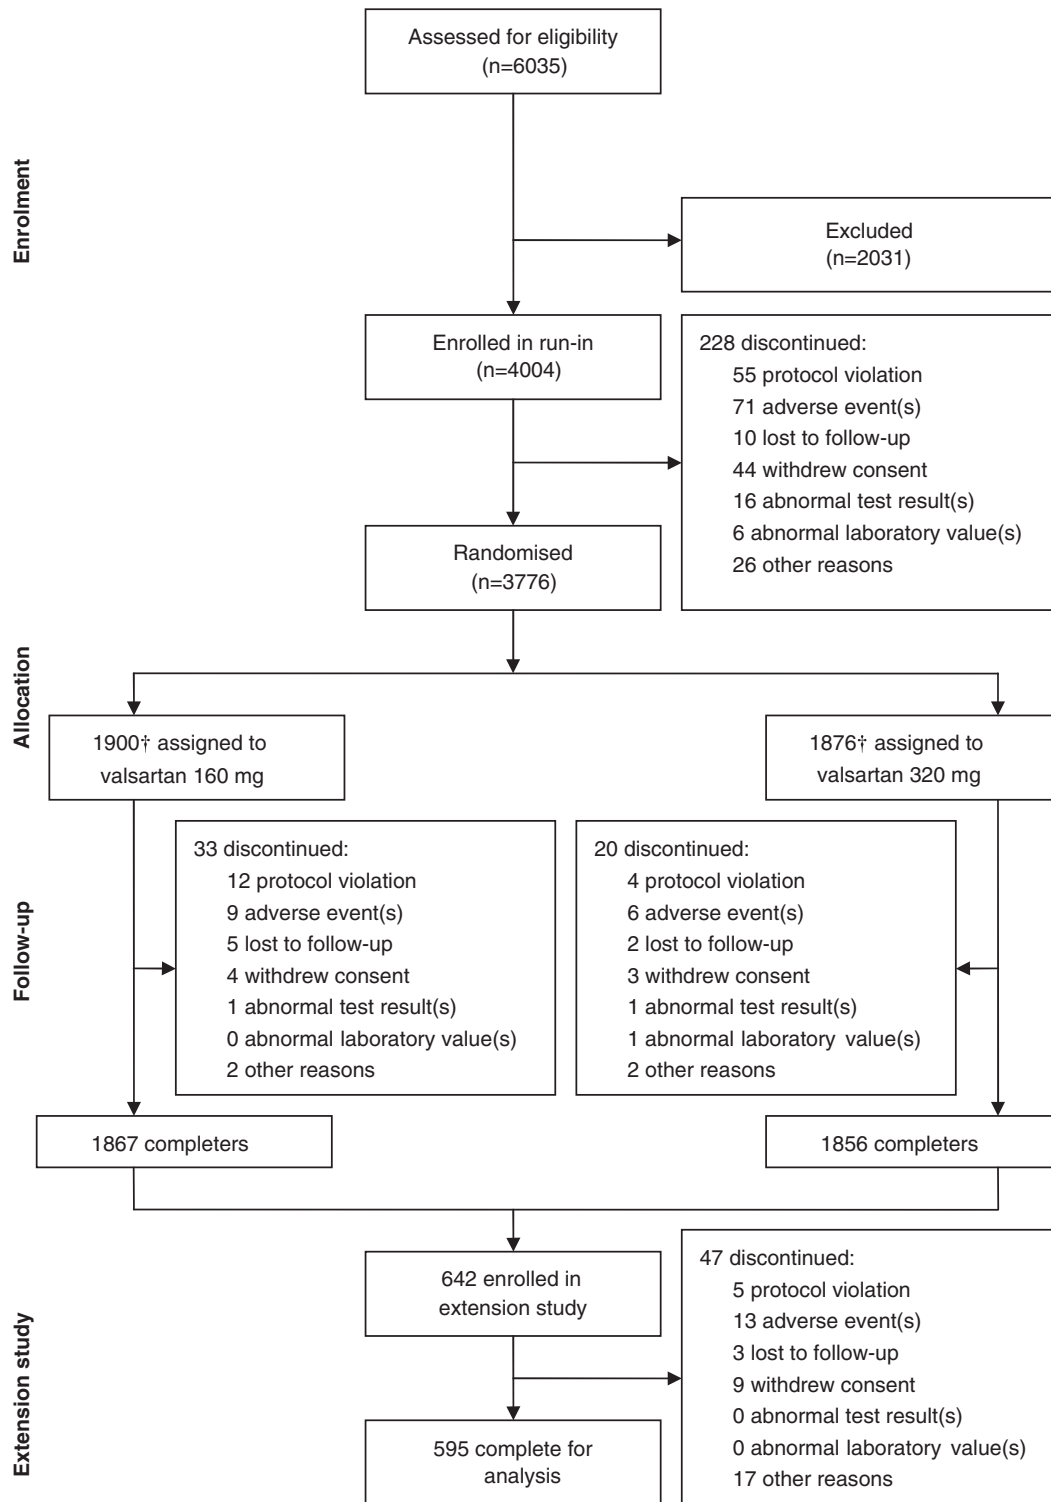 Assessed for eligibility
(n=6035)
Enrolment
Excluded
(n=2031)
Enrolled in run-in
(n=4004)
228 discontinued:
55 protocol violation
71 adverse event(s)
10 lost to follow-up
44 withdrew consent
16 abnormal test result(s)
6 abnormal laboratory value(s)
26 other reasons
Randomised
(n=3776)
Allocation
1900† assigned to
valsartan 160 mg
1876† assigned to
valsartan 320 mg
Follow-up
33 discontinued:
12 protocol violation
9 adverse event(s)
5 lost to follow-up
4 withdrew consent
1 abnormal test result(s)
0 abnormal laboratory value(s)
2 other reasons
20 discontinued:
4 protocol violation
6 adverse event(s)
2 lost to follow-up
3 withdrew consent
1 abnormal test result(s)
1 abnormal laboratory value(s)
2 other reasons
1867 completers
1856 completers
Extension study
642 enrolled in
extension study
47 discontinued:
5 protocol violation
13 adverse event(s)
3 lost to follow-up
9 withdrew consent
0 abnormal test result(s)
0 abnormal laboratory value(s)
17 other reasons
595 complete for
analysis